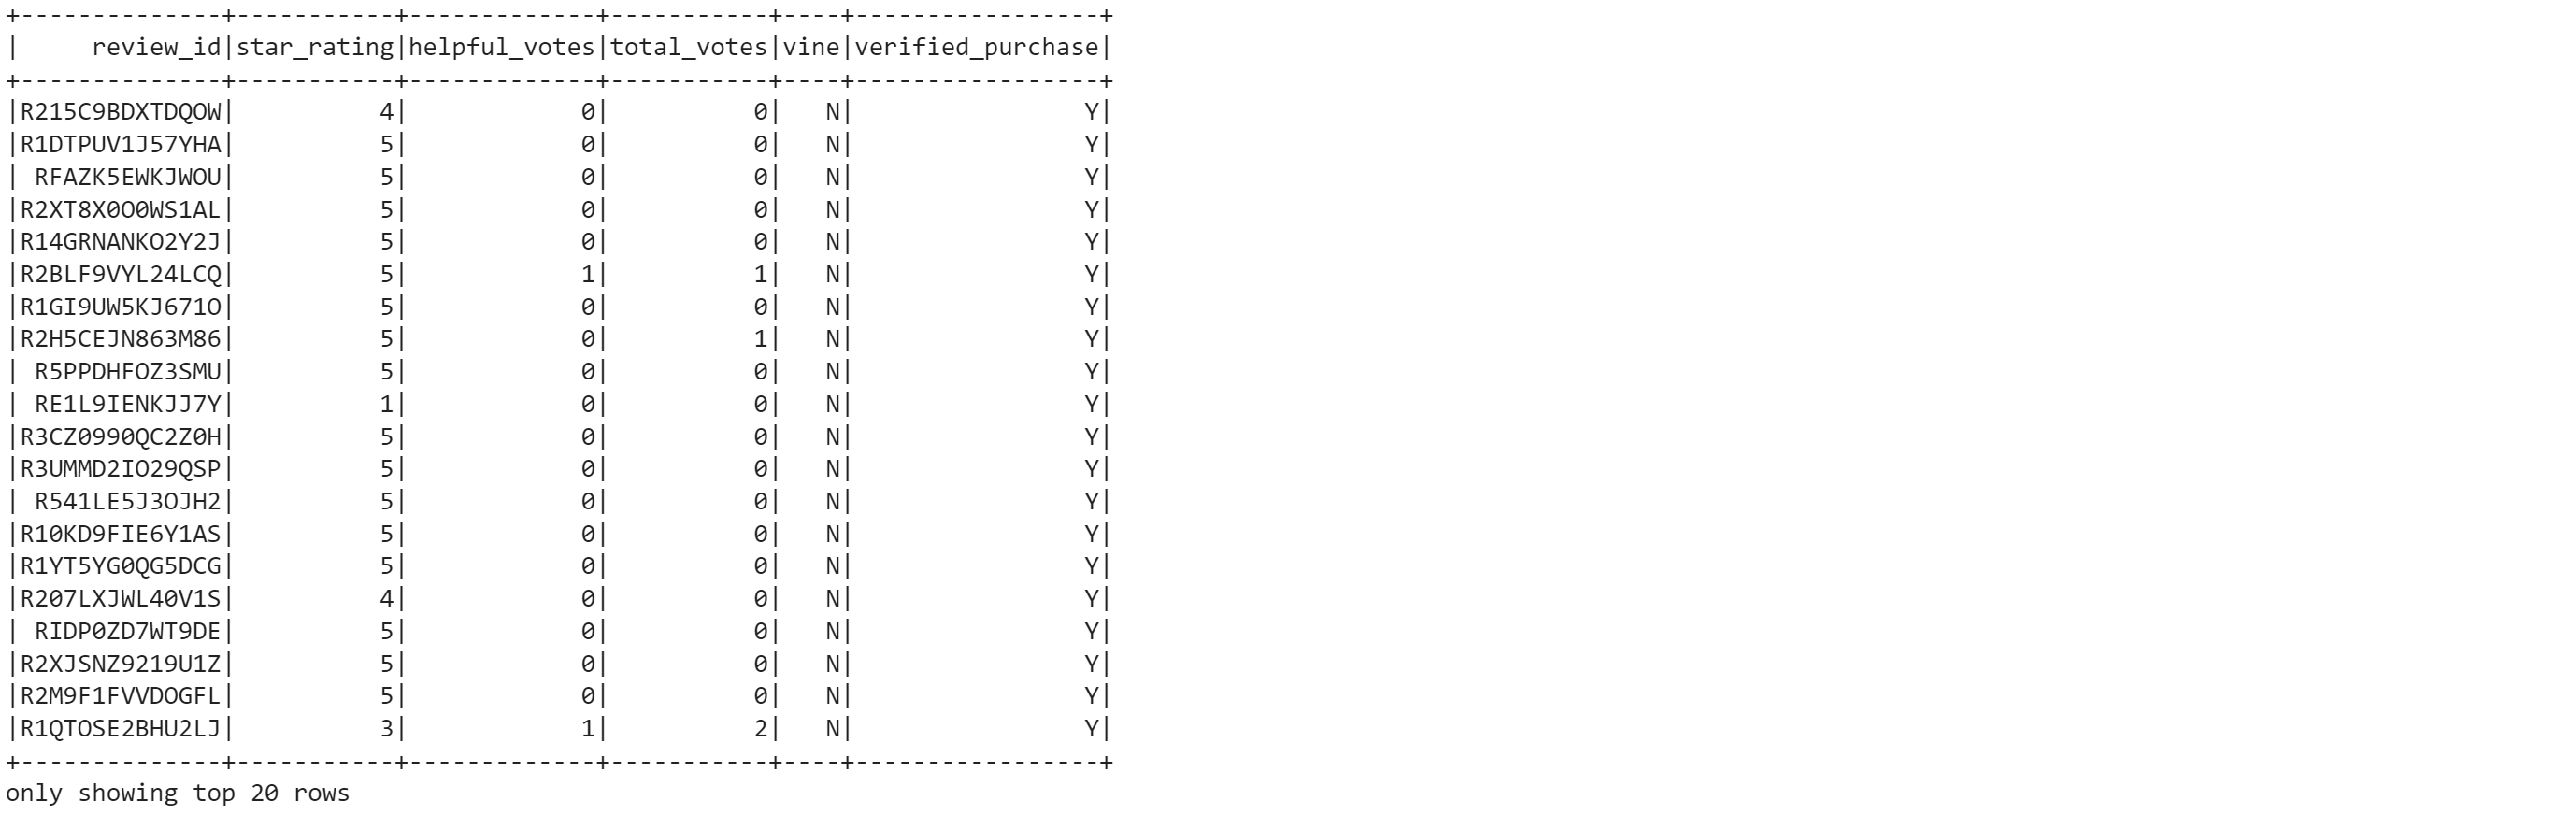 +--------------+-----------+-------------+-----------+----+-----------------+
|     review_id|star_rating|helpful_votes|total_votes|vine|verified_purchase|
+--------------+-----------+-------------+-----------+----+-----------------+
|R215C9BDXTDQOW|          4|            0|          0|   N|                Y|
|R1DTPUV1J57YHA|          5|            0|          0|   N|                Y|
| RFAZK5EWKJWOU|          5|            0|          0|   N|                Y|
|R2XT8X0O0WS1AL|          5|            0|          0|   N|                Y|
|R14GRNANKO2Y2J|          5|            0|          0|   N|                Y|
|R2BLF9VYL24LCQ|          5|            1|          1|   N|                Y|
|R1GI9UW5KJ671O|          5|            0|          0|   N|                Y|
|R2H5CEJN863M86|          5|            0|          1|   N|                Y|
| R5PPDHFOZ3SMU|          5|            0|          0|   N|                Y|
| RE1L9IENKJJ7Y|          1|            0|          0|   N|                Y|
|R3CZ0990QC2Z0H|          5|            0|          0|   N|                Y|
|R3UMMD2IO29QSP|          5|            0|          0|   N|                Y|
| R541LE5J3OJH2|          5|            0|          0|   N|                Y|
|R10KD9FIE6Y1AS|          5|            0|          0|   N|                Y|
|R1YT5YG0QG5DCG|          5|            0|          0|   N|                Y|
|R207LXJWL40V1S|          4|            0|          0|   N|                Y|
| RIDP0ZD7WT9DE|          5|            0|          0|   N|                Y|
|R2XJSNZ9219U1Z|          5|            0|          0|   N|                Y|
|R2M9F1FVVDOGFL|          5|            0|          0|   N|                Y|
|R1QTOSE2BHU2LJ|          3|            1|          2|   N|                Y|
+--------------+-----------+-------------+-----------+----+-----------------+
only showing top 20 rows